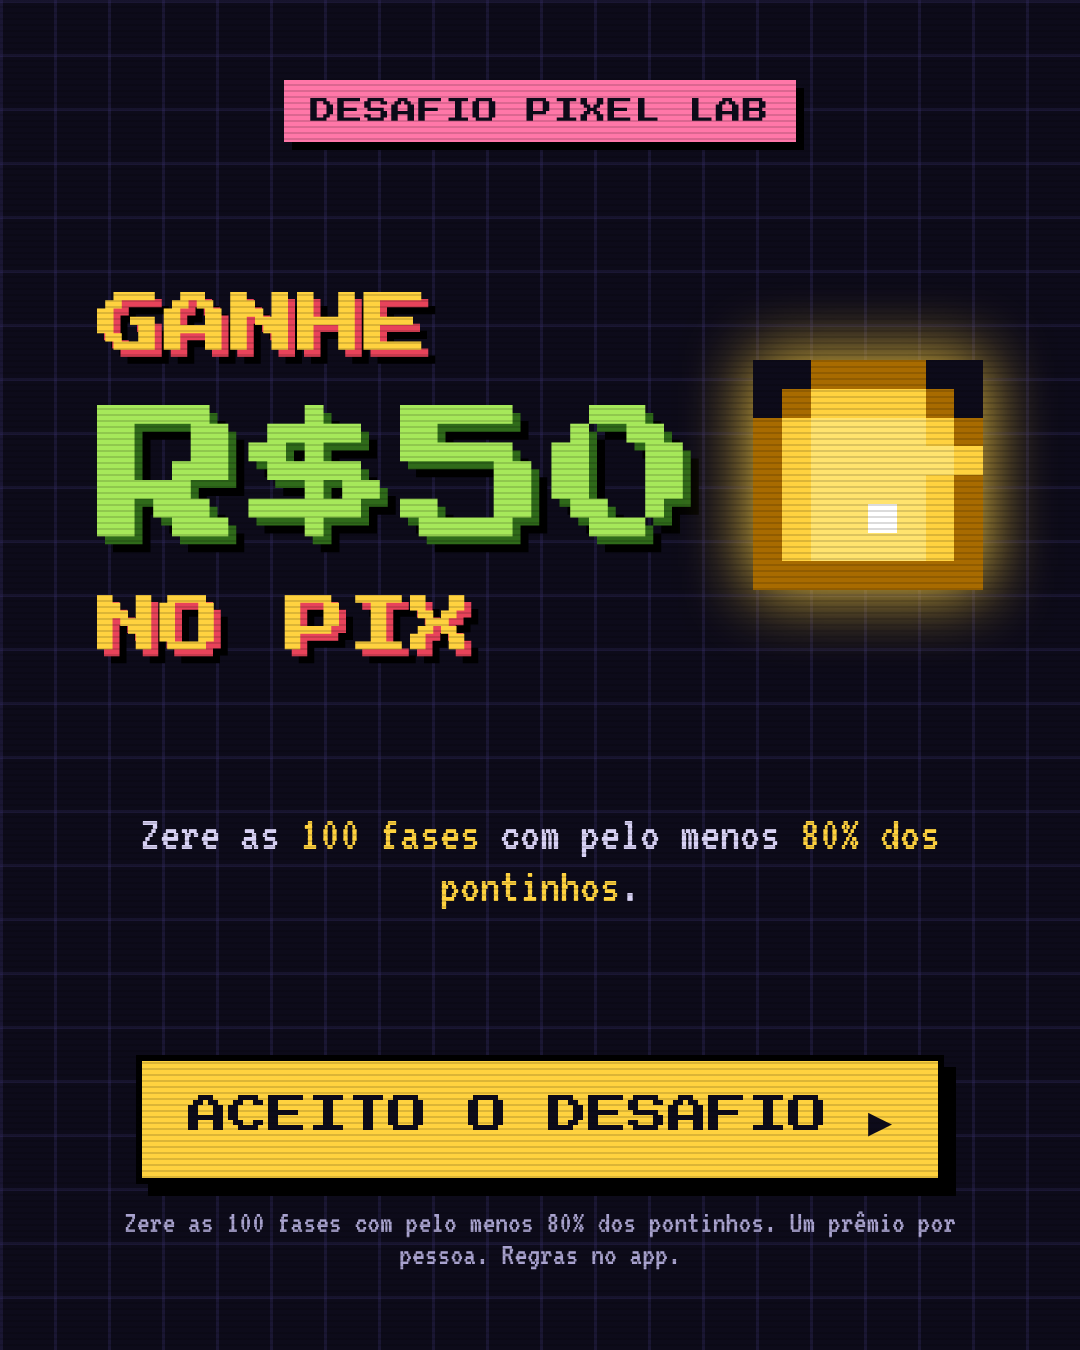 DESAFIO PIXEL LAB
GANHE
R$50
NO PIX
Zere as 100 fases com pelo menos 80% dos
pontinhos.
ACEITO O DESAFIO ▶
Zere as 100 fases com pelo menos 80% dos pontinhos. Um prêmio por
pessoa. Regras no app.